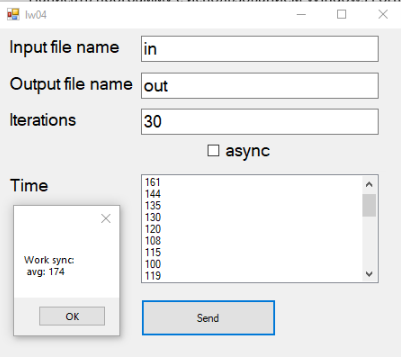 lw04
Input file name
in
Output file name
out
Iterations
30
async
Time
161
144
135
130
120
108
115
100
119
Work sync:
avg: 174
OK
Send